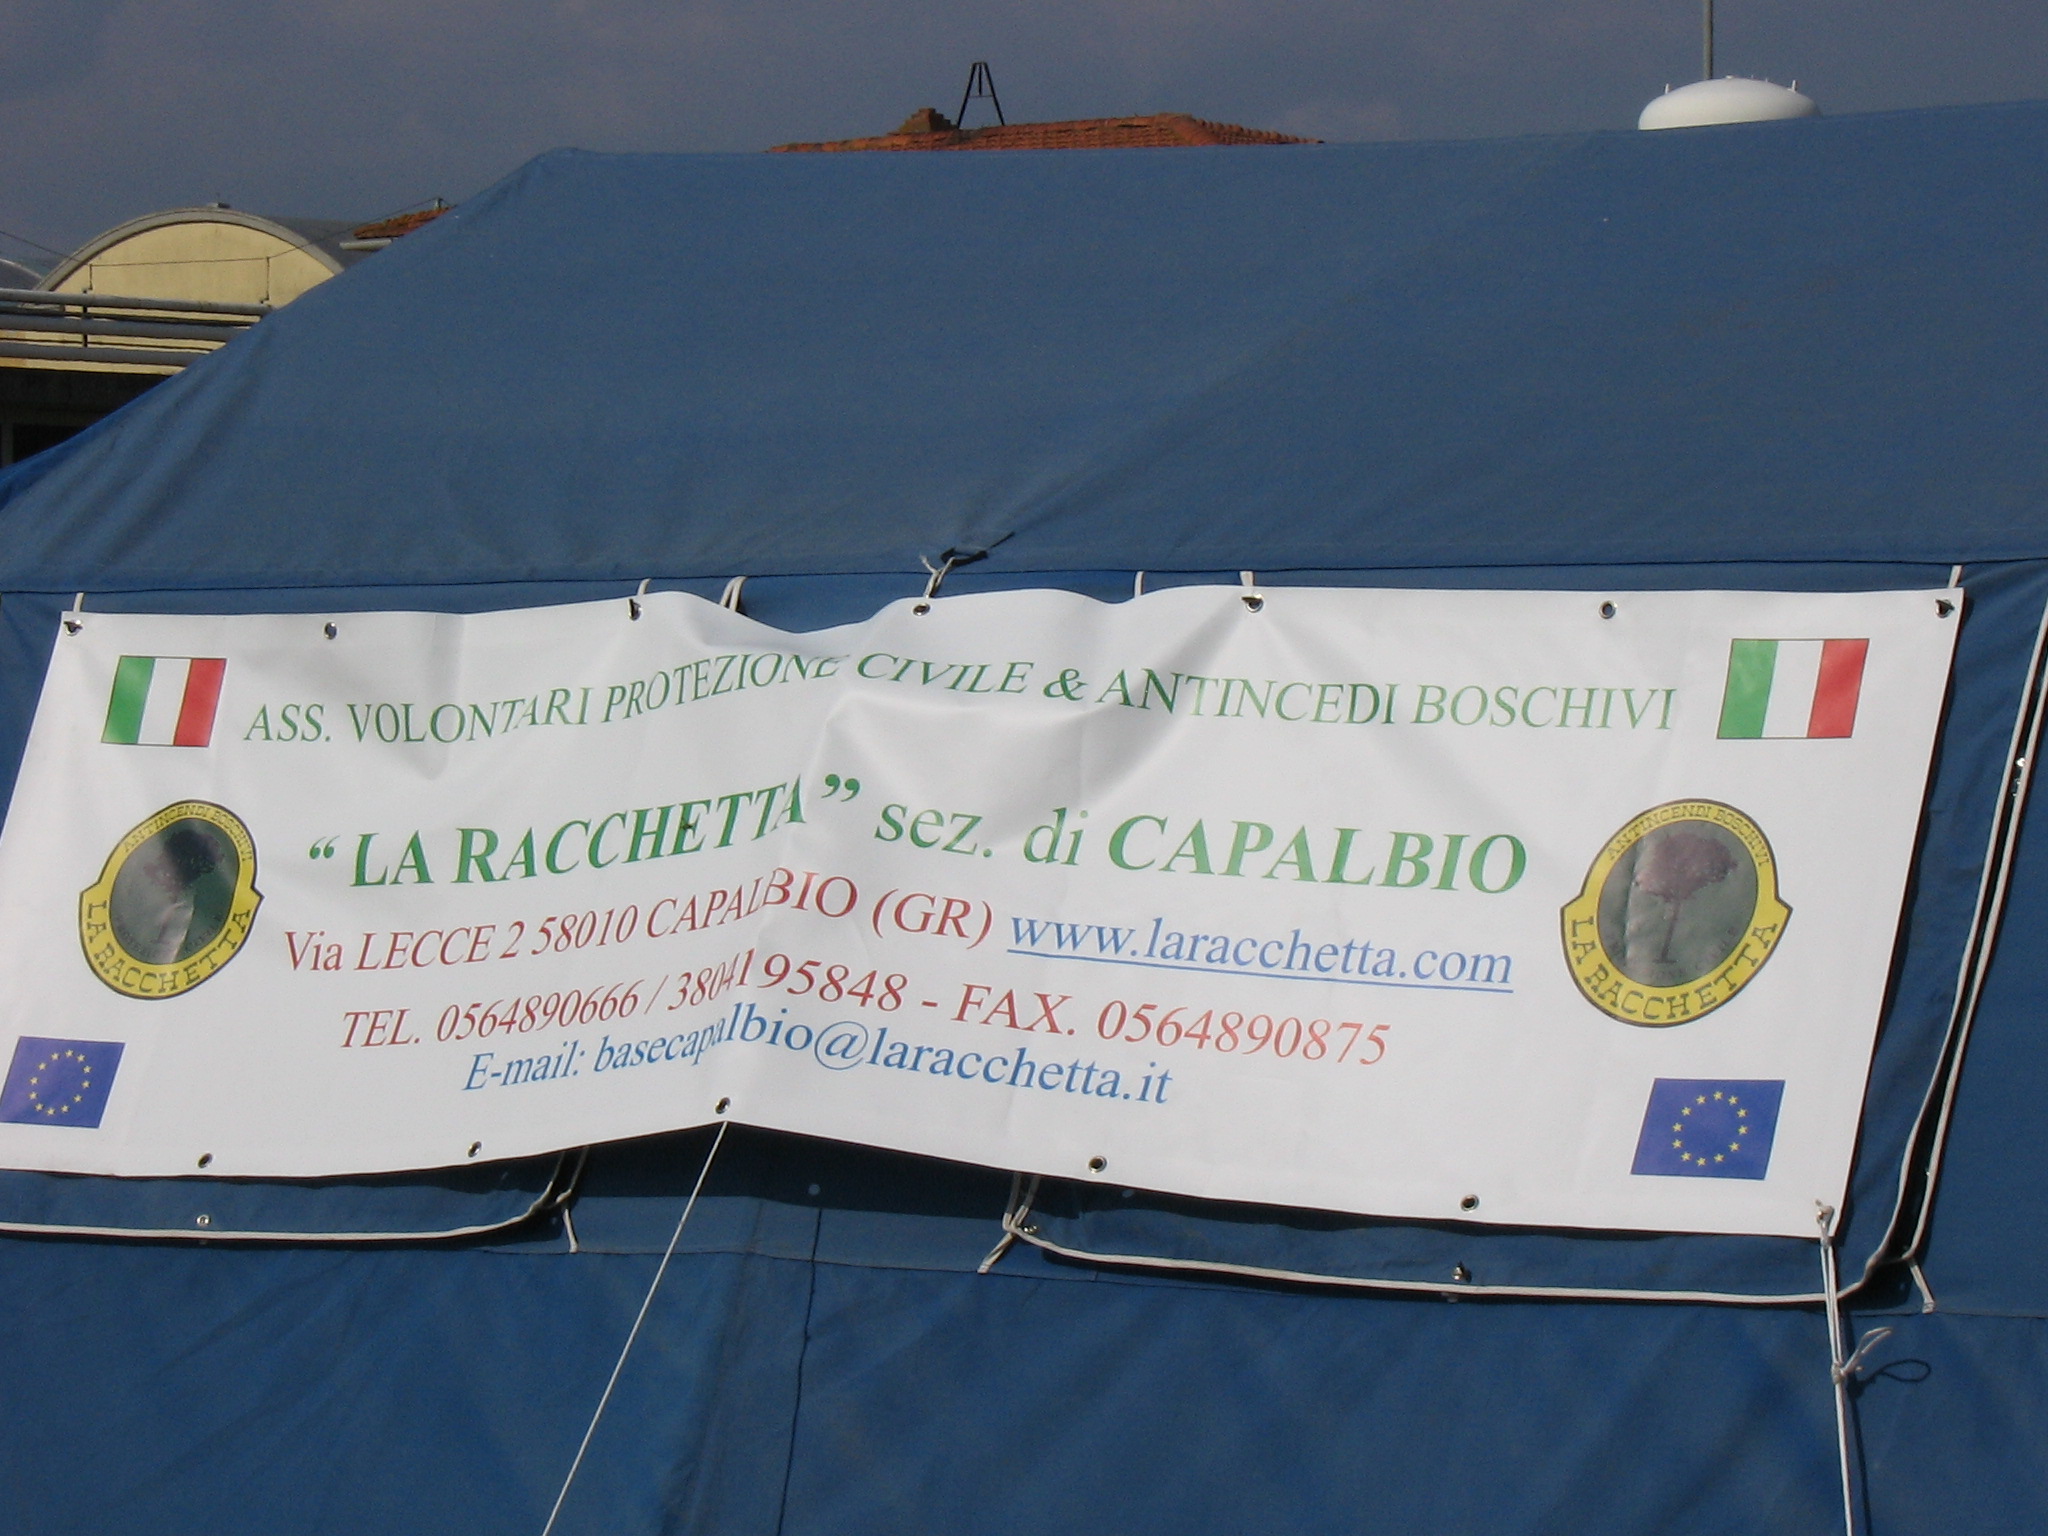 ASS. VOLONTARI PROTEZIONE CIVILE & ANTINCEDI BOSCHIVI
“LA RACCHETTA” sez. di CAPALBIO
Via LECCE 2 58010 CAPALBIO (GR) www.laracchetta.com
TEL. 0564890666 / 3804195848 - FAX. 0564890875
E-mail: basecapalbio@laracchetta.it
ANTINCENDI BOSCHIVI
LA RACCHETTA
ANTINCENDI BOSCHIVI
LA RACCHETTA